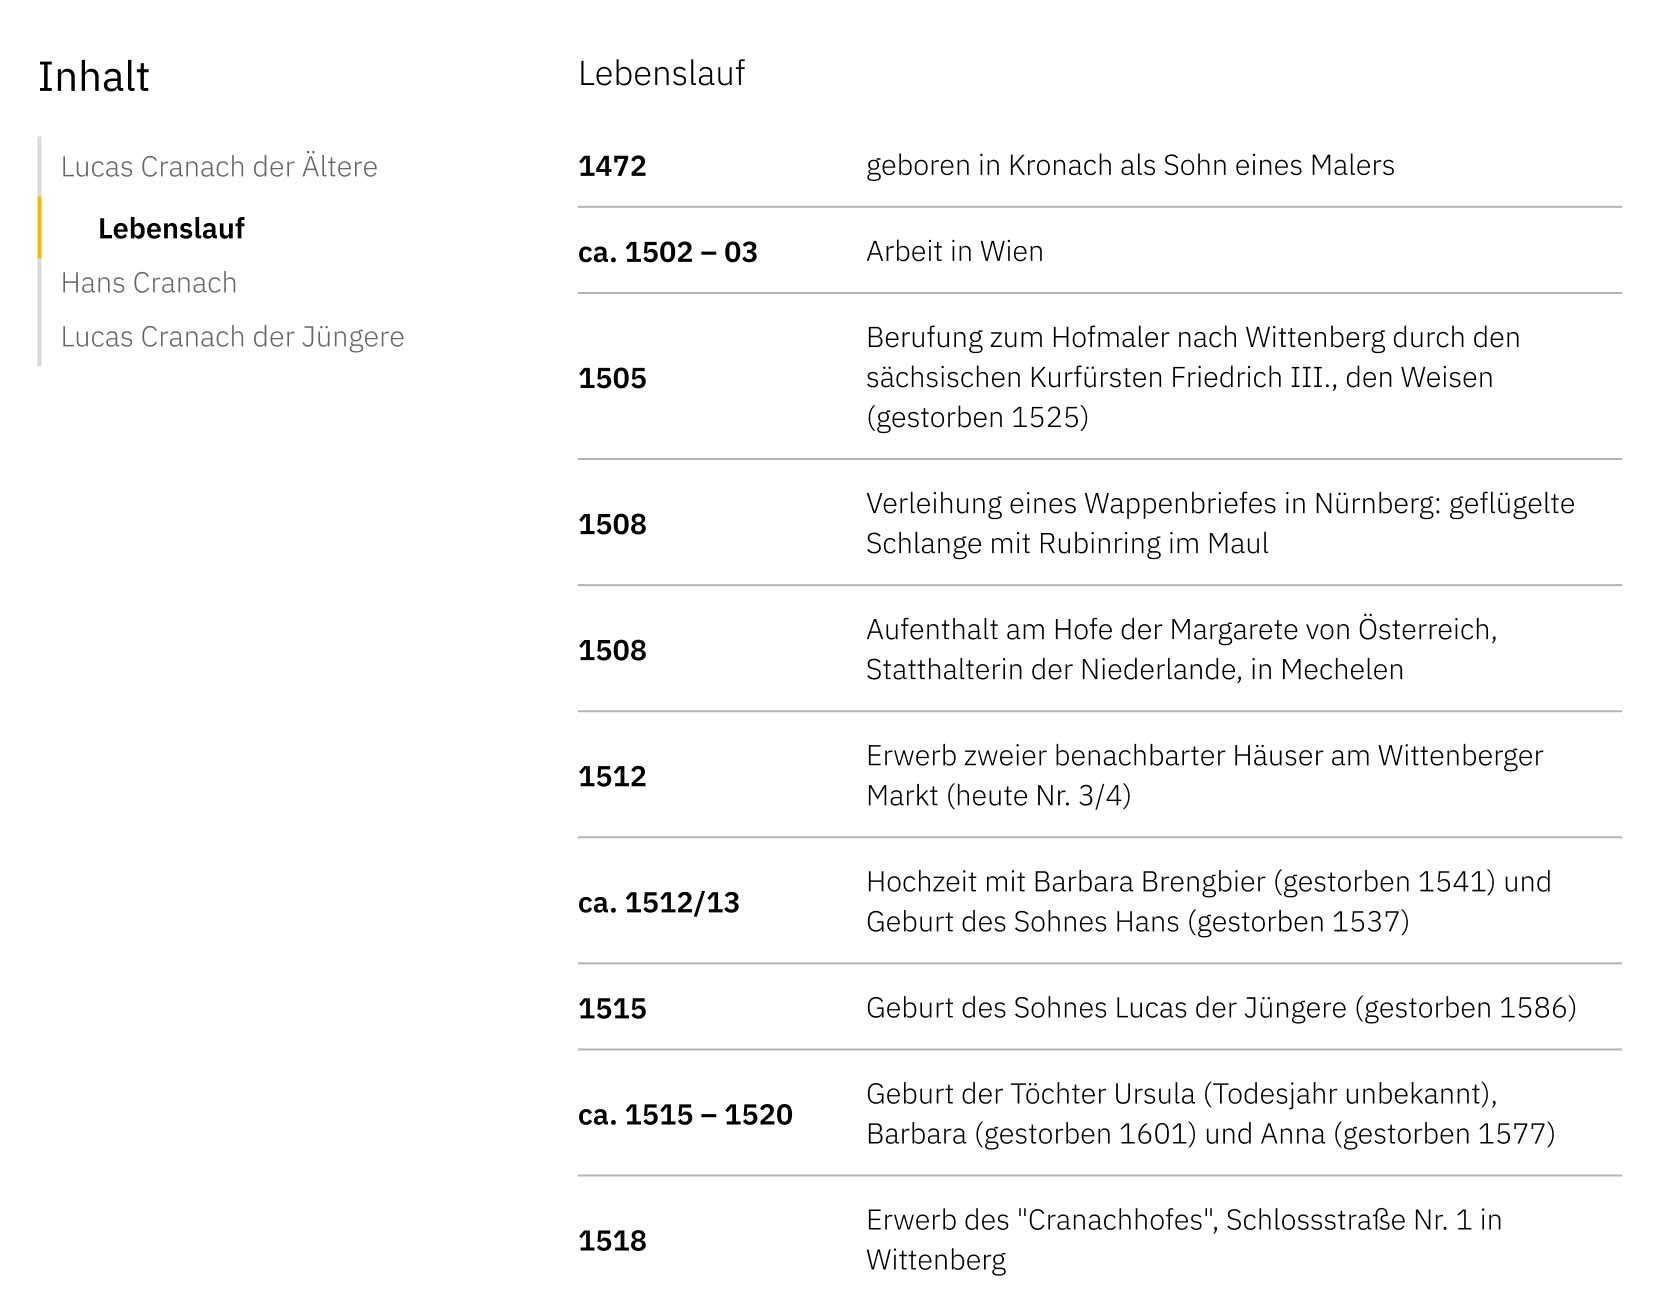 Inhalt
Lucas Cranach der Ältere
Lebenslauf
Hans Cranach
Lucas Cranach der Jüngere
Lebenslauf
1472 geboren in Kronach als Sohn eines Malers
ca. 1502 – 03 Arbeit in Wien
1505 Berufung zum Hofmaler nach Wittenberg durch den
sächsischen Kurfürsten Friedrich III., den Weisen
(gestorben 1525)
1508 Verleihung eines Wappenbriefes in Nürnberg: geflügelte
Schlange mit Rubinring im Maul
1508 Aufenthalt am Hofe der Margarete von Österreich,
Statthalterin der Niederlande, in Mechelen
1512 Erwerb zweier benachbarter Häuser am Wittenberger
Markt (heute Nr. 3/4)
ca. 1512/13 Hochzeit mit Barbara Brengbier (gestorben 1541) und
Geburt des Sohnes Hans (gestorben 1537)
1515 Geburt des Sohnes Lucas der Jüngere (gestorben 1586)
ca. 1515 – 1520 Geburt der Töchter Ursula (Todesjahr unbekannt),
Barbara (gestorben 1601) und Anna (gestorben 1577)
1518 Erwerb des "Cranachhofes", Schlossstraße Nr. 1 in
Wittenberg